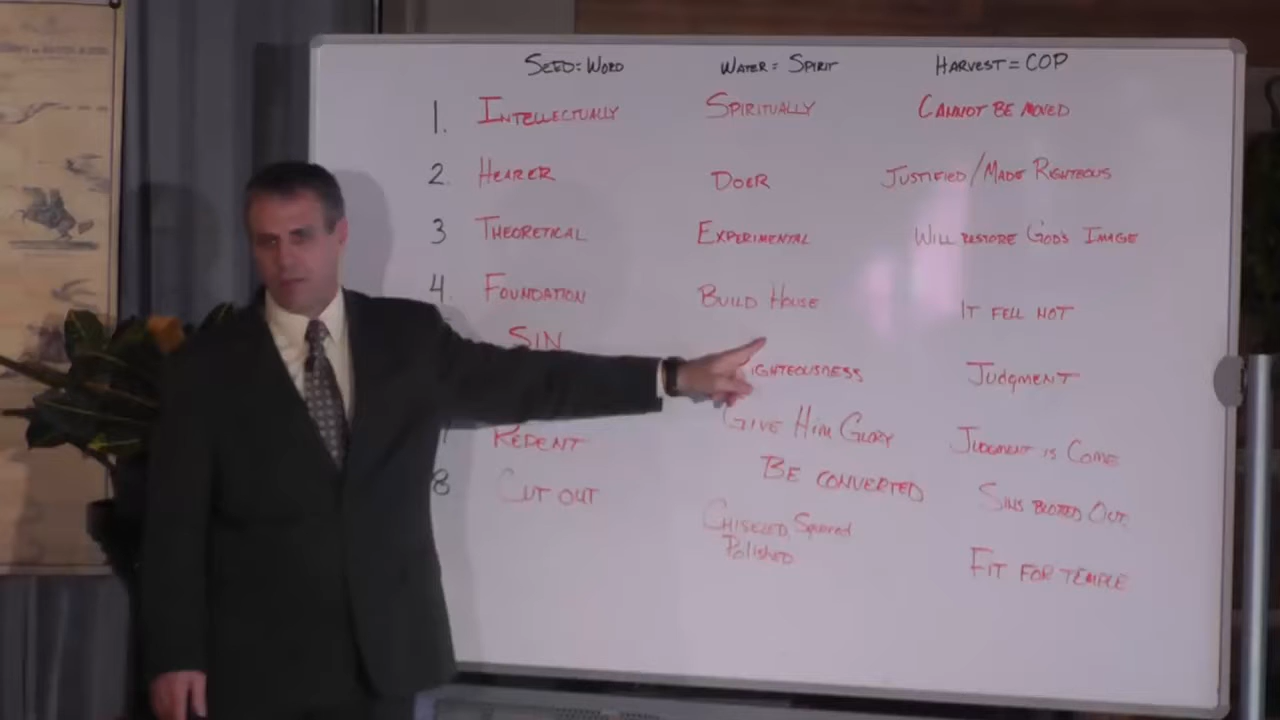 SEED=WORD WATER=SPIRIT HARVEST=COP
1. INTELLECTUALLY SPIRITUALLY CANNOT BE MOVED
2. HEARER DOER JUSTIFIED/MADE RIGHTEOUS
3 THEORETICAL EXPERIMENTAL WILL RESTORE GOD'S IMAGE
4. FOUNDATION BUILD HOUSE IT FELL NOT
SIN IGHTEOUSNESS JUDGMENT
GIVE HIM GLORY JUDGMENT IS COME
REPENT BE CONVERTED SINS BLOTED OUT.
8 CUT OUT CHISELED, Squared FIT FOR TEMPLE
POLISHED